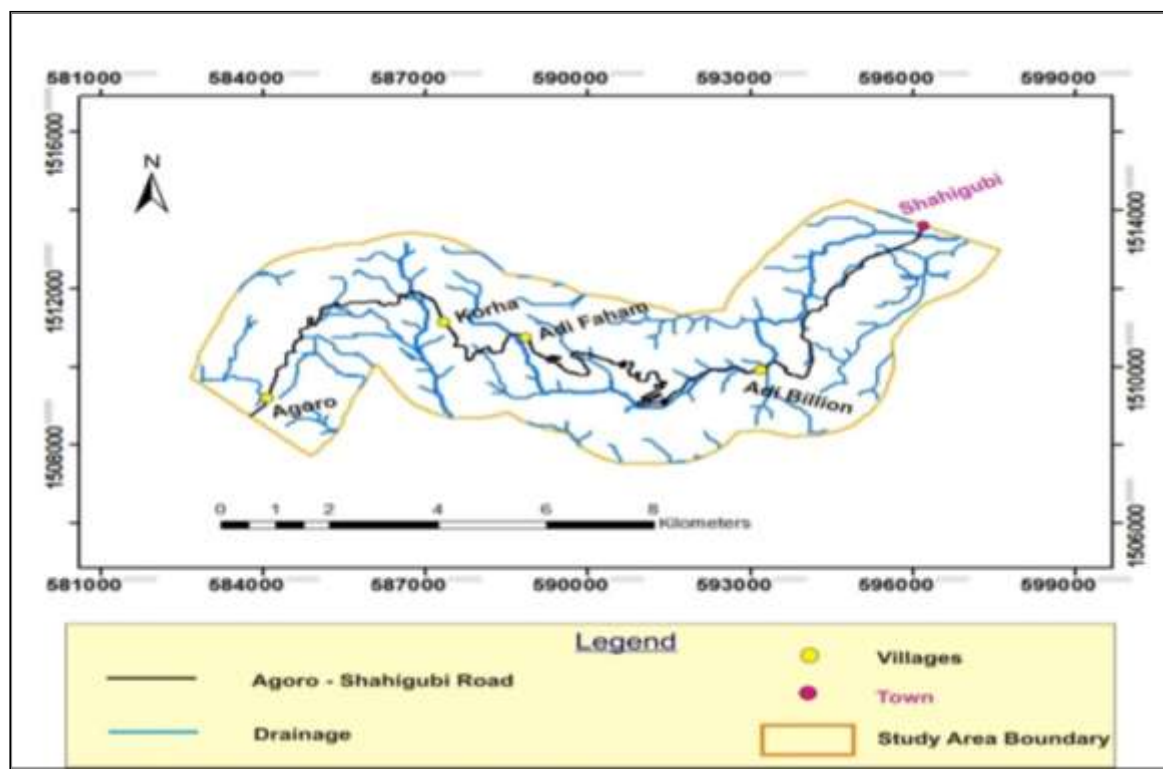 581000 584000 587000 590000 593000 596000 599000
1516000
N
Shahigubi
1514000
1512000
Korha
Adi Faham
1510000
Agoro
Adi Billion
1508000
0 1 2 4 6 8
Kilometers
1506000
581000 584000 587000 590000 593000 596000 599000
Legend
Agoro - Shahigubi Road
Villages
Town
Drainage
Study Area Boundary